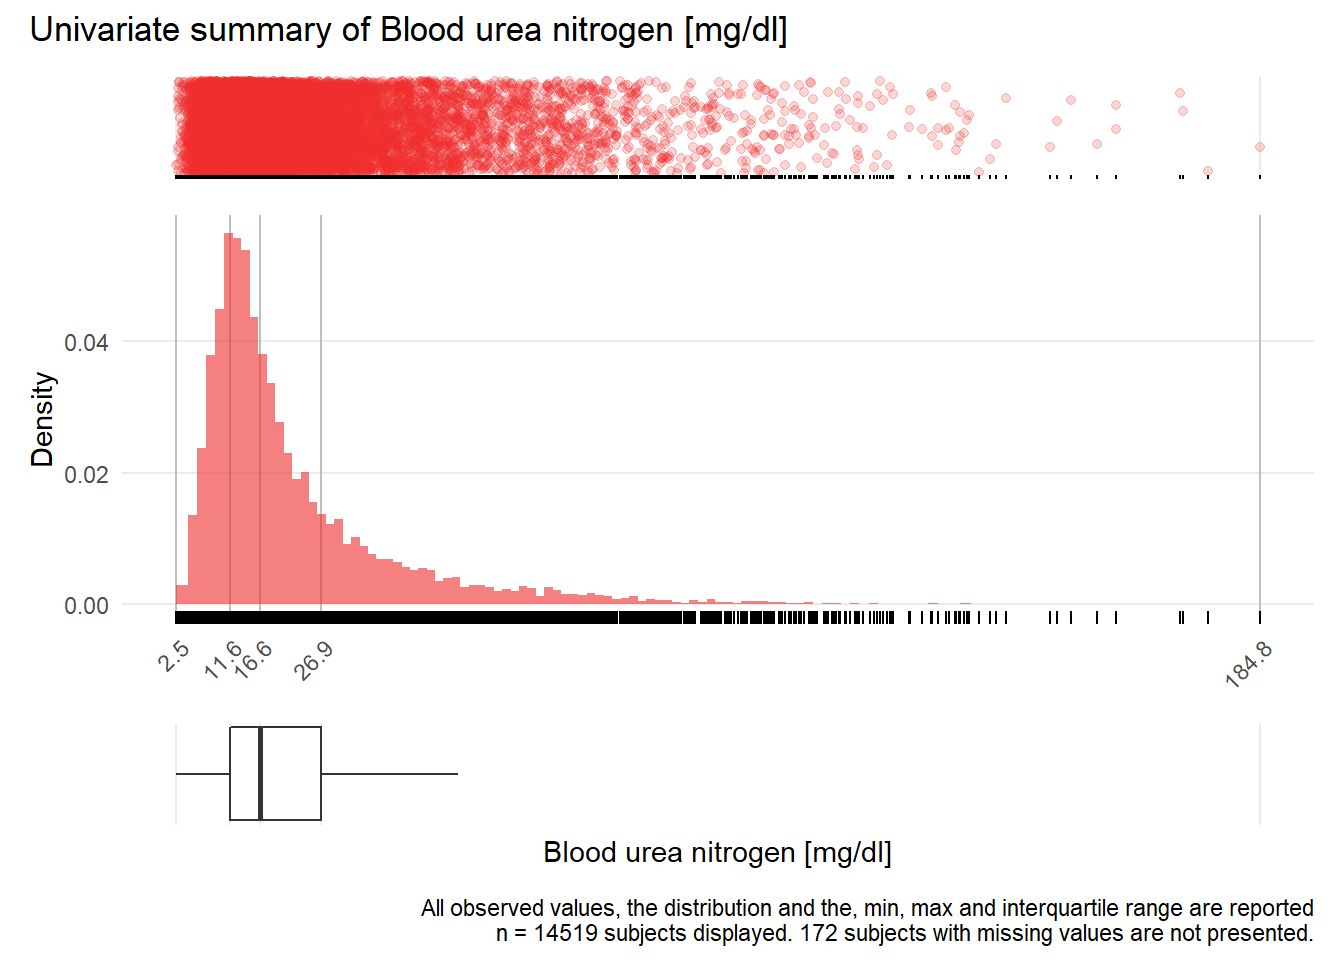 Univariate summary of Blood urea nitrogen [mg/dl]
Density
0.04
0.02
0.00
2.5
11.6
16.6
26.9
184.8
Blood urea nitrogen [mg/dl]
All observed values, the distribution and the, min, max and interquartile range are reported
n = 14519 subjects displayed. 172 subjects with missing values are not presented.